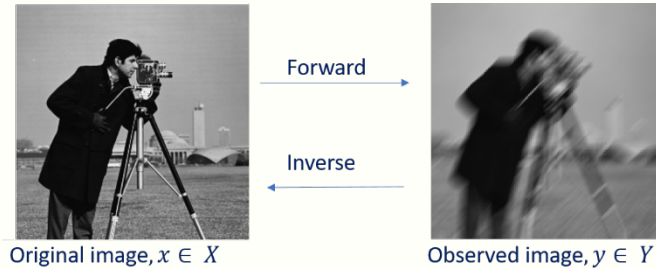 Forward
Inverse
Original image, x ∈ X
Observed image, y ∈ Y